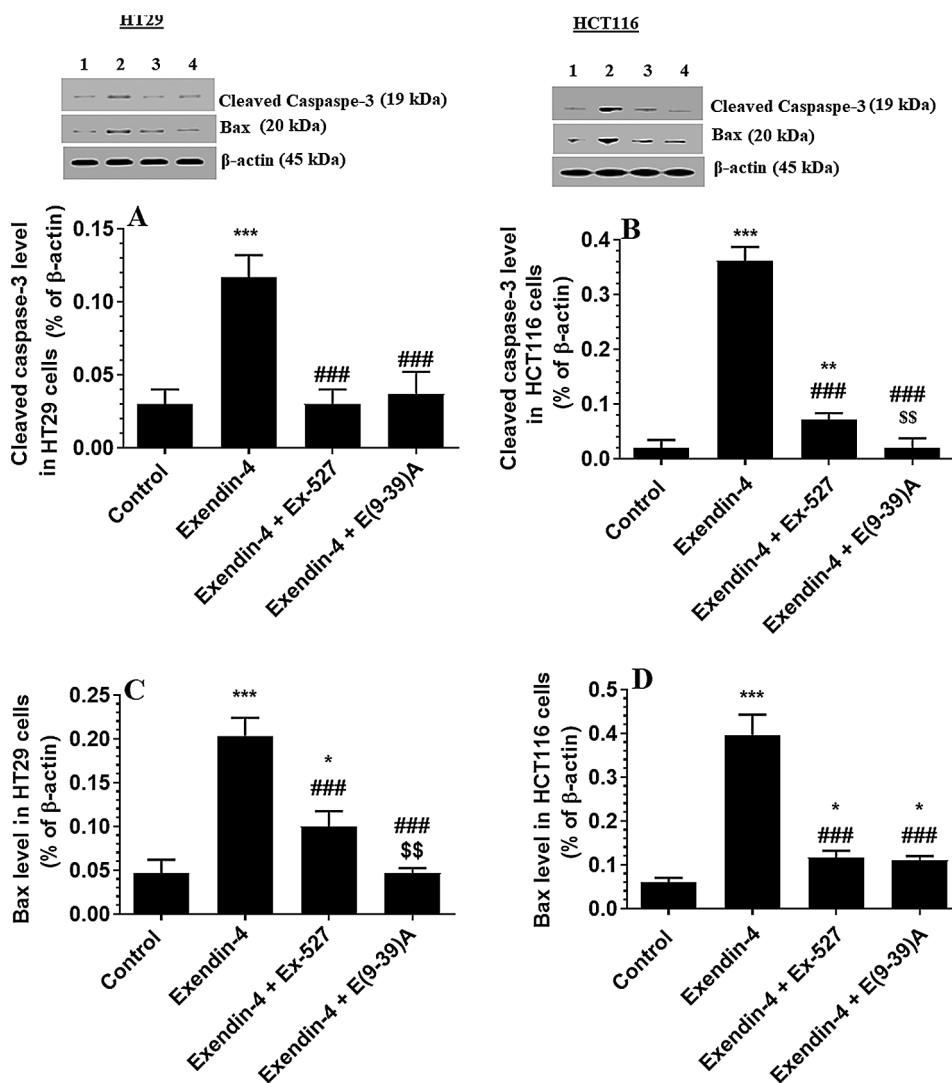 HT29
1 2 3 4
Cleaved Caspaspe-3 (19 kDa)
Bax (20 kDa)
β-actin (45 kDa)
HCT116
1 2 3 4
Cleaved Caspaspe-3 (19 kDa)
Bax (20 kDa)
β-actin (45 kDa)
A
Cleaved caspase-3 level
in HT29 cells (% of β-actin)
0.15
0.10
0.05
0.00
***
###
###
Control
Exendin-4
Exendin-4 + Ex-527
Exendin-4 + E(9-39)A
B
Cleaved caspase-3 level
in HCT116 cells
(% of β-actin)
0.4
0.3
0.1
0.0
***
**
###
###
$$
Control
Exendin-4
Exendin-4 + Ex-527
Exendin-4 + E(9-39)A
C
Bax level in HT29 cells
(% of β-actin)
0.25
0.20
0.10
0.05
0.00
***
*
###
###
$$
Control
Exendin-4
Exendin-4 + Ex-527
Exendin-4 + E(9-39)A
D
Bax level in HCT116 cells
(% of β-actin)
0.5
0.4
0.2
0.1
0.0
***
*
###
*
###
Control
Exendin-4
Exendin-4 + Ex-527
Exendin-4 + E(9-39)A